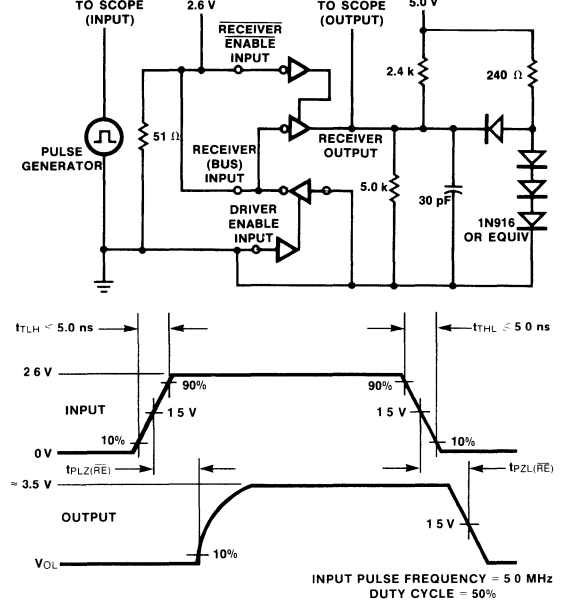 TO SCOPE
(INPUT)
2.6 V
TO SCOPE
(OUTPUT)
5.0 V
RECEIVER
ENABLE
INPUT
2.4 k
240 Ω
51 Ω
PULSE
GENERATOR
RECEIVER
(BUS)
INPUT
RECEIVER
OUTPUT
5.0 k
30 pF
1N916
OR EQUIV
DRIVER
ENABLE
INPUT
tTLH < 5.0 ns
tTHL ≤ 5 0 ns
2 6 V
90%
90%
INPUT
1 5 V
1 5 V
10%
10%
0 V
tPLZ(RE)
tPZL(RE)
≈ 3.5 V
OUTPUT
1 5 V
10%
VOL
INPUT PULSE FREQUENCY = 5 0 MHz
DUTY CYCLE = 50%